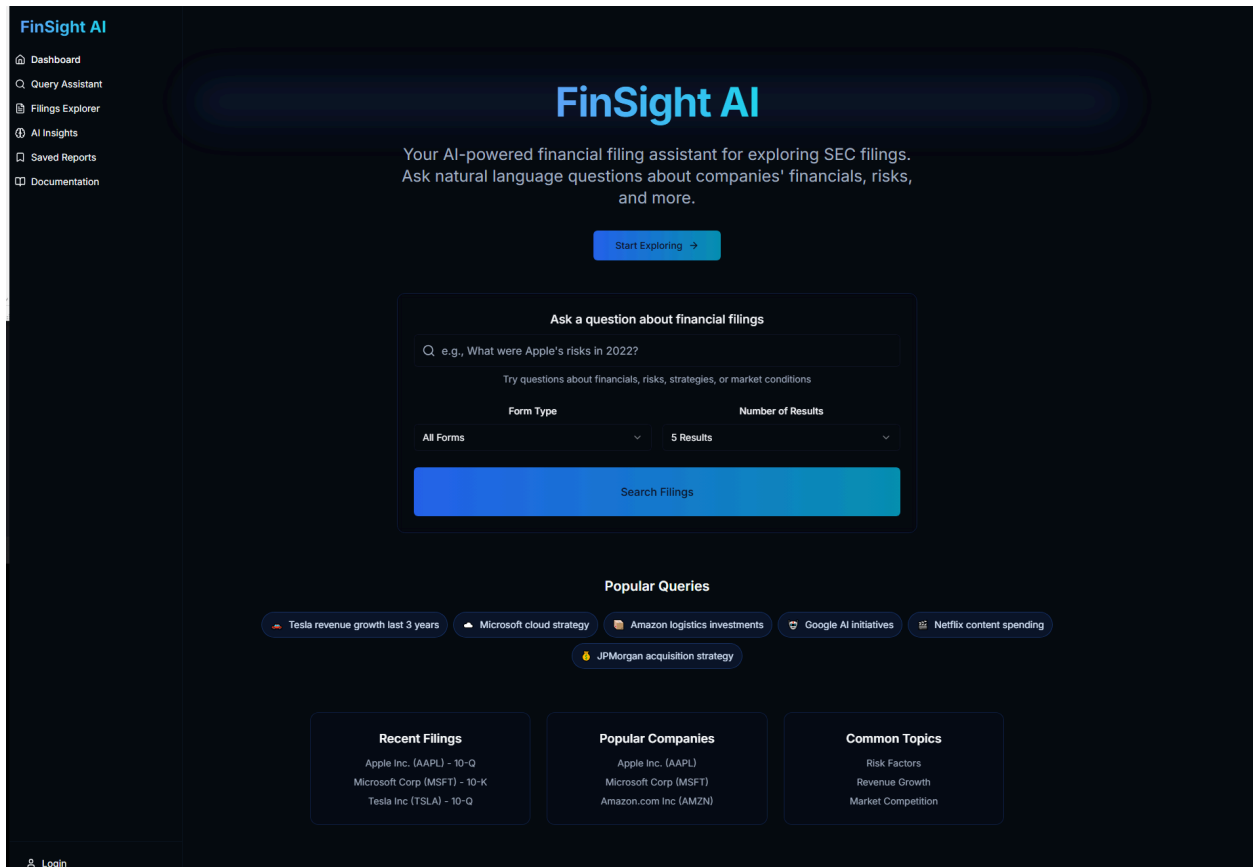 FinSight AI
Dashboard
Query Assistant
Filings Explorer
AI Insights
Saved Reports
Documentation
Login
FinSight AI
Your AI-powered financial filing assistant for exploring SEC filings.
Ask natural language questions about companies' financials, risks,
and more.
Start Exploring →
Ask a question about financial filings
e.g., What were Apple's risks in 2022?
Try questions about financials, risks, strategies, or market conditions
Form Type
All Forms
Number of Results
5 Results
Search Filings
Popular Queries
Tesla revenue growth last 3 years
Microsoft cloud strategy
Amazon logistics investments
Google AI initiatives
Netflix content spending
JPMorgan acquisition strategy
Recent Filings
Apple Inc. (AAPL) - 10-Q
Microsoft Corp (MSFT) - 10-K
Tesla Inc (TSLA) - 10-Q
Popular Companies
Apple Inc. (AAPL)
Microsoft Corp (MSFT)
Amazon.com Inc (AMZN)
Common Topics
Risk Factors
Revenue Growth
Market Competition